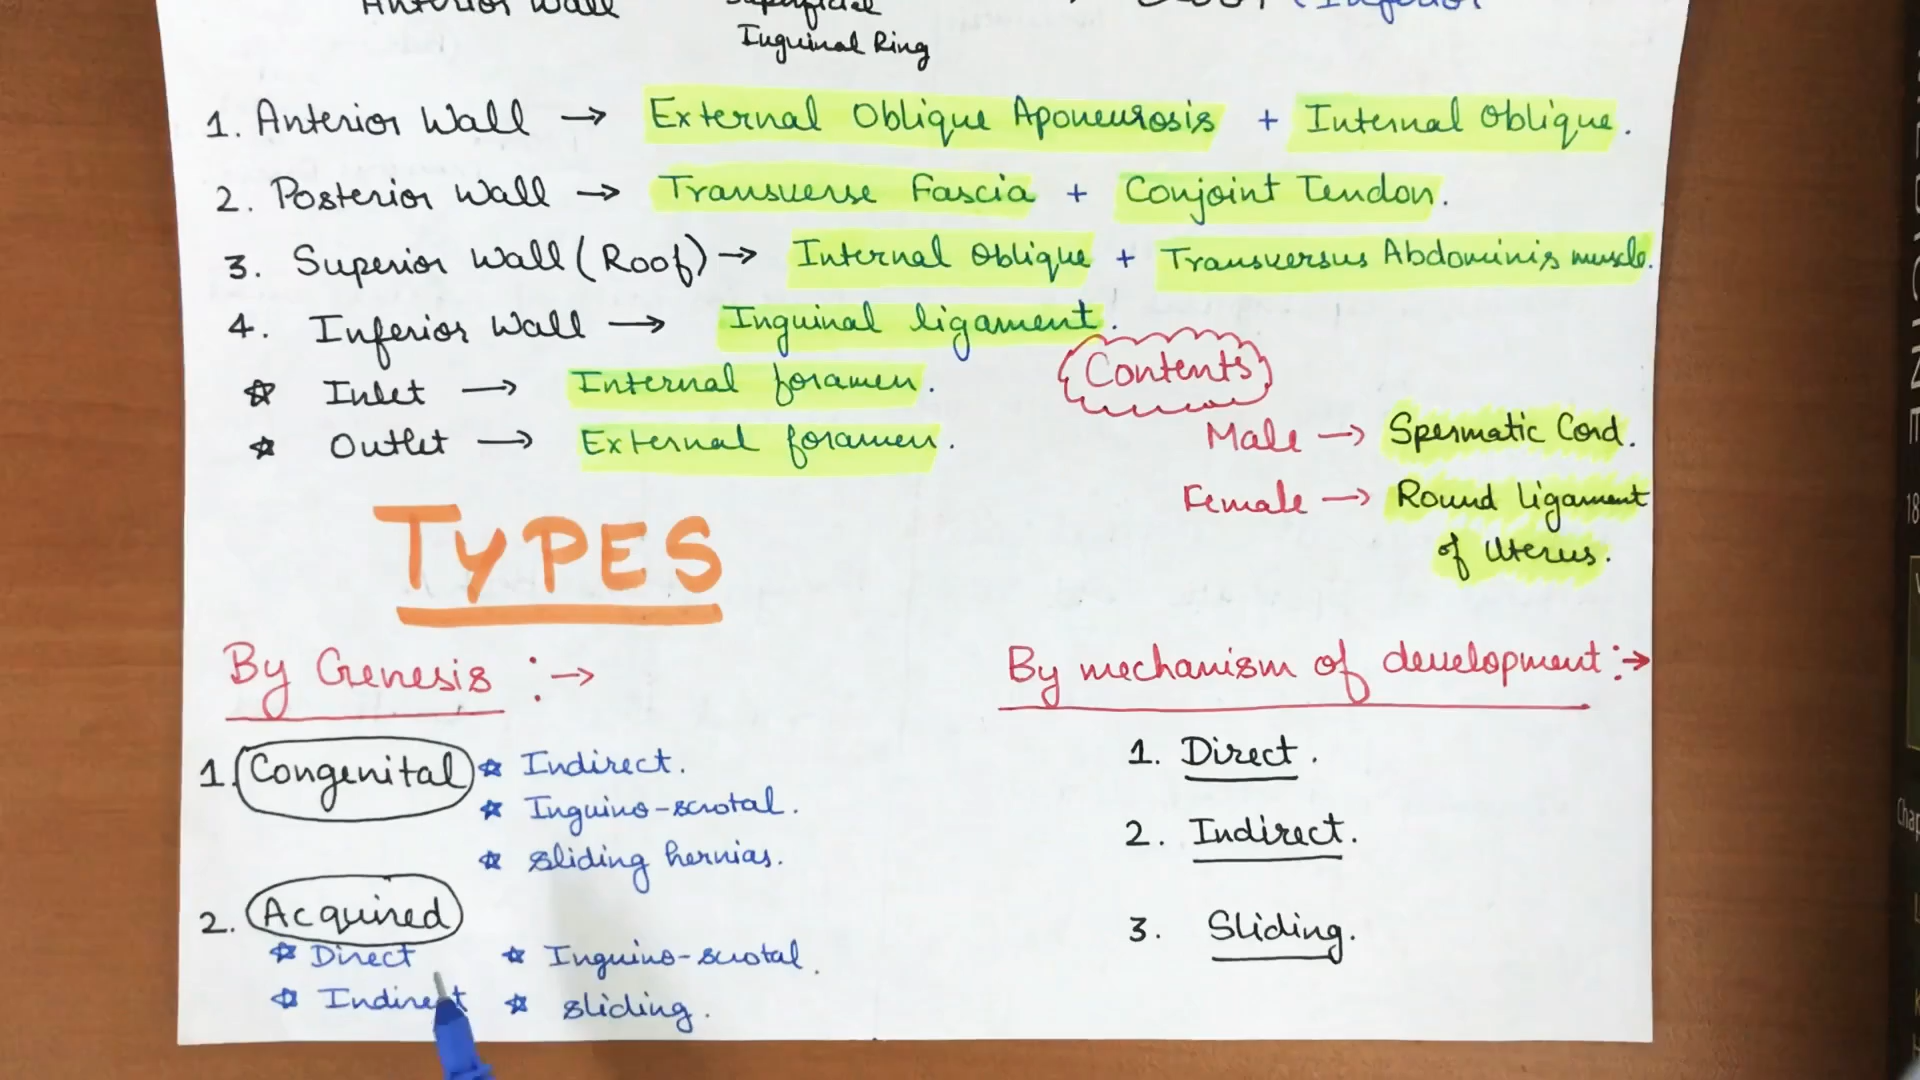 Anterior Wall Superficial
Inguinal Ring
1. Anterior Wall → External Oblique Aponeurosis + Internal Oblique.
2. Posterior Wall → Transverse Fascia + Conjoint Tendon.
3. Superior Wall (Roof) → Internal Oblique + Transversus Abdominis muscle.
4. Inferior Wall → Inguinal ligament.
☆ Inlet → Internal foramen.
☆ Outlet → External foramen.
Contents
Male → Spermatic Cord.
Female → Round Ligament
of Uterus.
TYPES
By Genesis :→
1. Congenital ☆ Indirect.
☆ Inguino-scrotal.
☆ sliding hernias.
2. Acquired
☆ Direct ☆ Inguino-scrotal.
☆ Indirect ☆ sliding.
By mechanism of development :→
1. Direct.
2. Indirect.
3. Sliding.